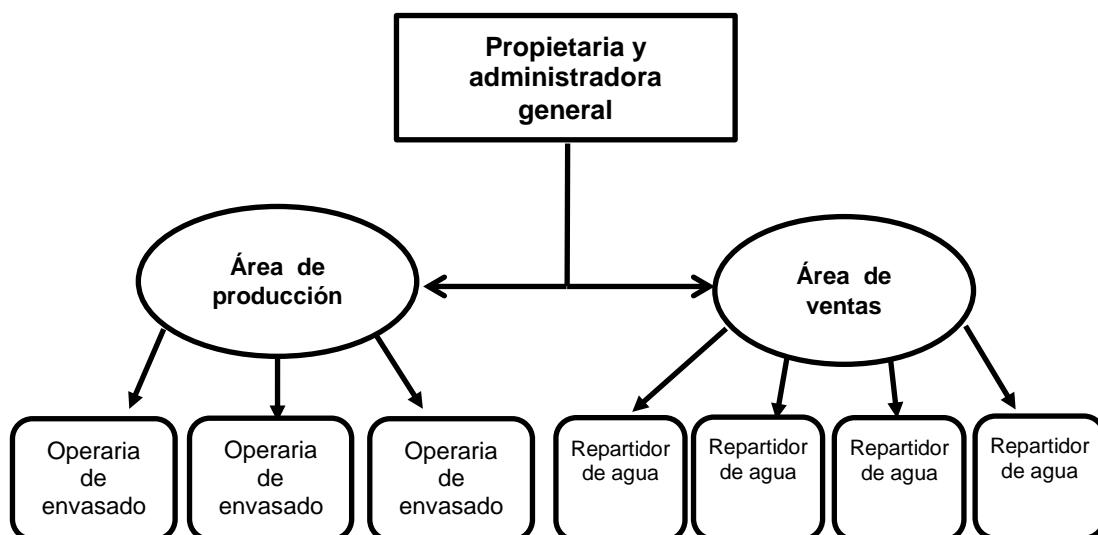 Propietaria y
administradora
general
Área de
producción
Área de
ventas
Operaria
de
envasado
Operaria
de
envasado
Operaria
de
envasado
Repartidor
de agua
Repartidor
de agua
Repartidor
de agua
Repartidor
de agua